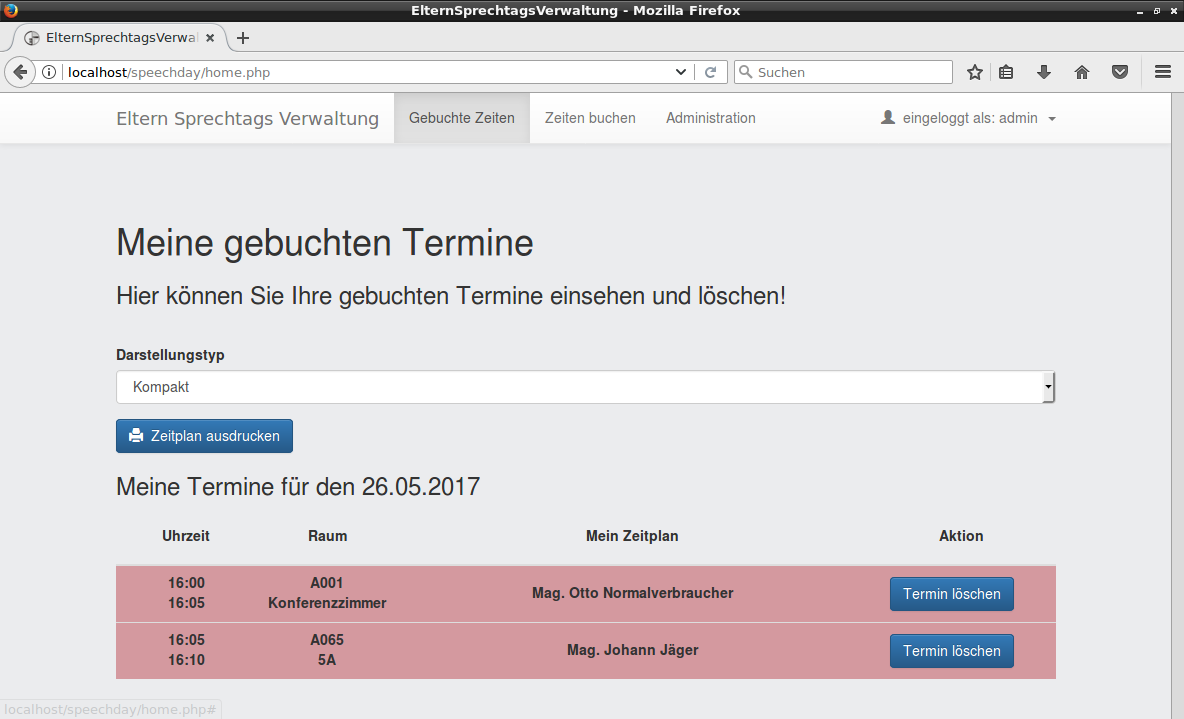 ElternSprechtagsVerwaltung - Mozilla Firefox
ElternSprechtagsVerwa
localhost/speechday/home.php
Suchen
Eltern Sprechtags Verwaltung Gebuchte Zeiten Zeiten buchen Administration eingeloggt als: admin
Meine gebuchten Termine
Hier können Sie Ihre gebuchten Termine einsehen und löschen!
Darstellungstyp
Kompakt
Zeitplan ausdrucken
Meine Termine für den 26.05.2017
Uhrzeit Raum Mein Zeitplan Aktion
16:00 A001
16:05 Konferenzzimmer
Mag. Otto Normalverbraucher
Termin löschen
16:05 A065
16:10 5A
Mag. Johann Jäger
Termin löschen
localhost/speechday/home.php#